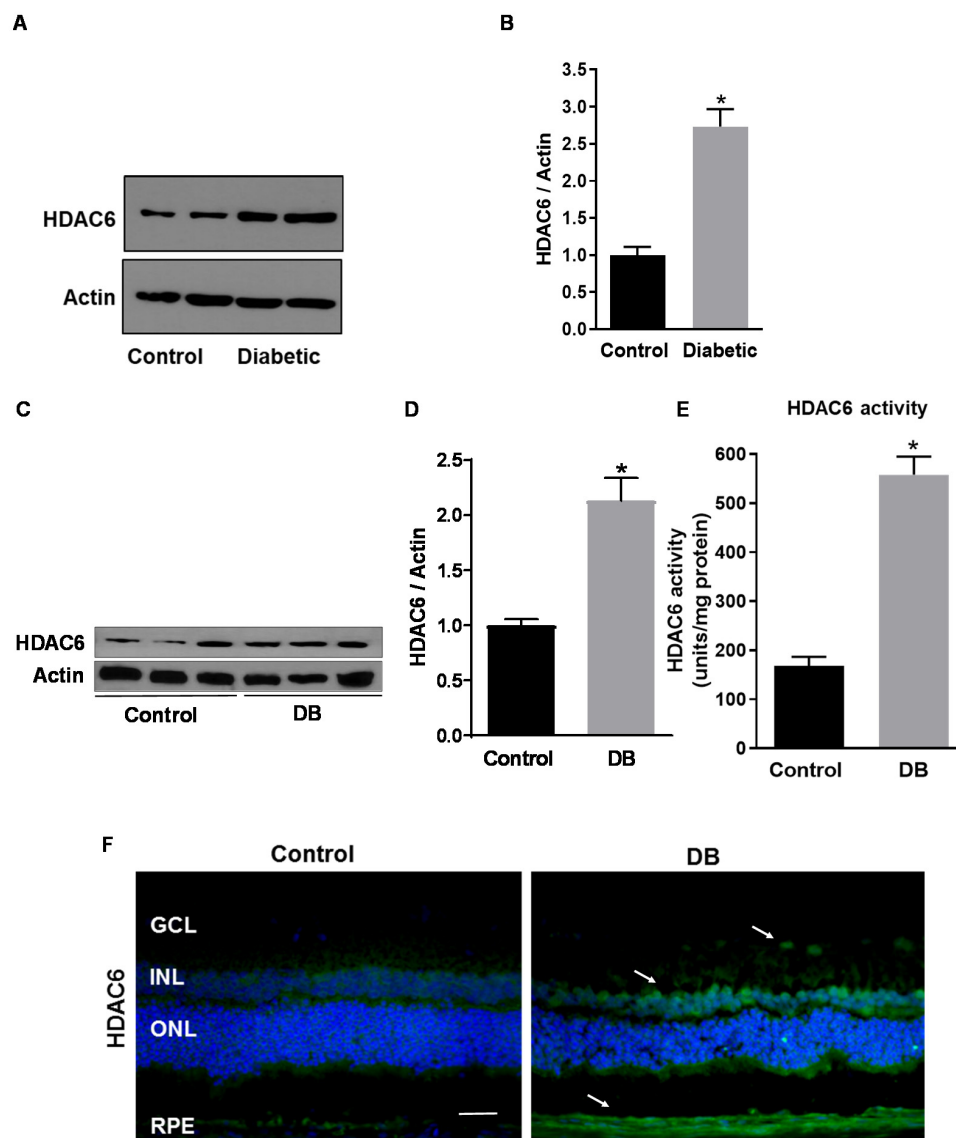 A
HDAC6
Actin
Control Diabetic
B
3.5
3.0
2.5
2.0
1.5
1.0
0.5
0.0
HDAC6 / Actin
*
Control Diabetic
C
HDAC6
Actin
Control DB
D
2.5
2.0
1.5
1.0
0.5
0.0
HDAC6 / Actin
*
Control DB
E
HDAC6 activity
600
500
400
300
200
100
0
HDAC6 activity
(units/mg protein)
*
Control DB
F
Control DB
HDAC6
GCL
INL
ONL
RPE